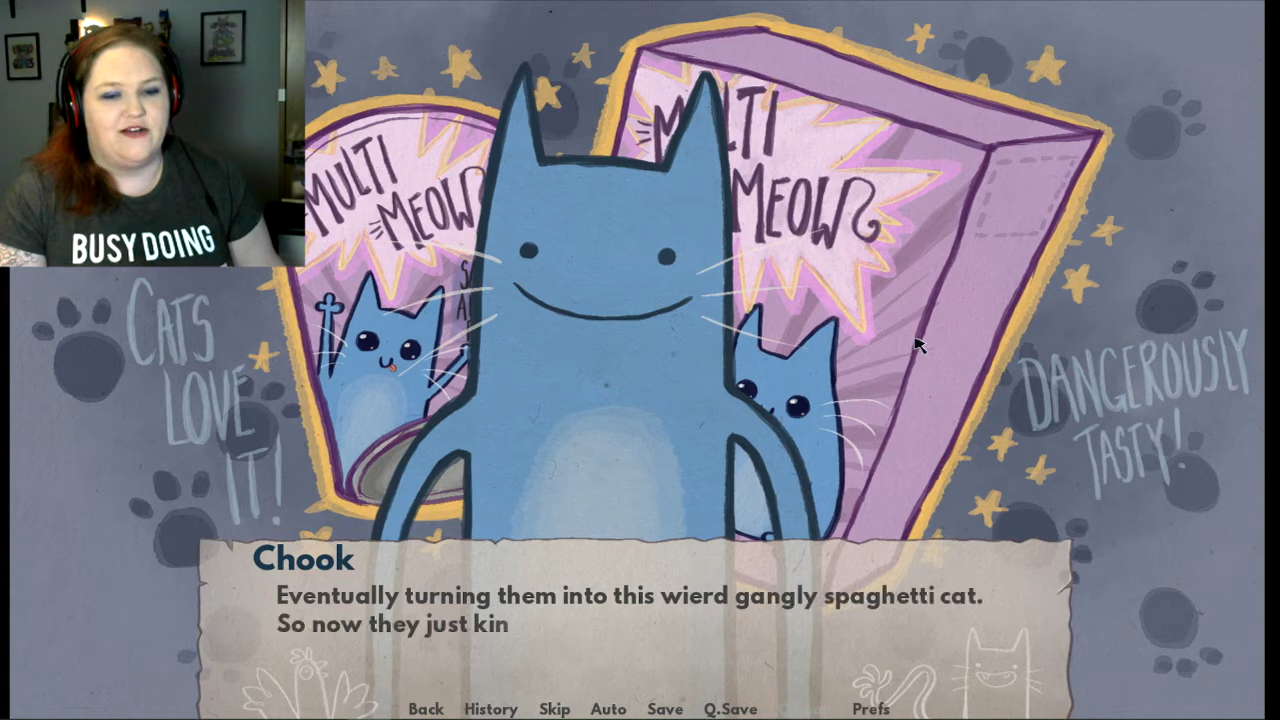 BUSY DOING
MULTI
MEOW
MULTI
MEOW
CATS
LOVE
IT!
DANGEROUSLY
TASTY!
Chook
Eventually turning them into this wierd gangly spaghetti cat.
So now they just kin
Back History Skip Auto Save Q.Save Prefs